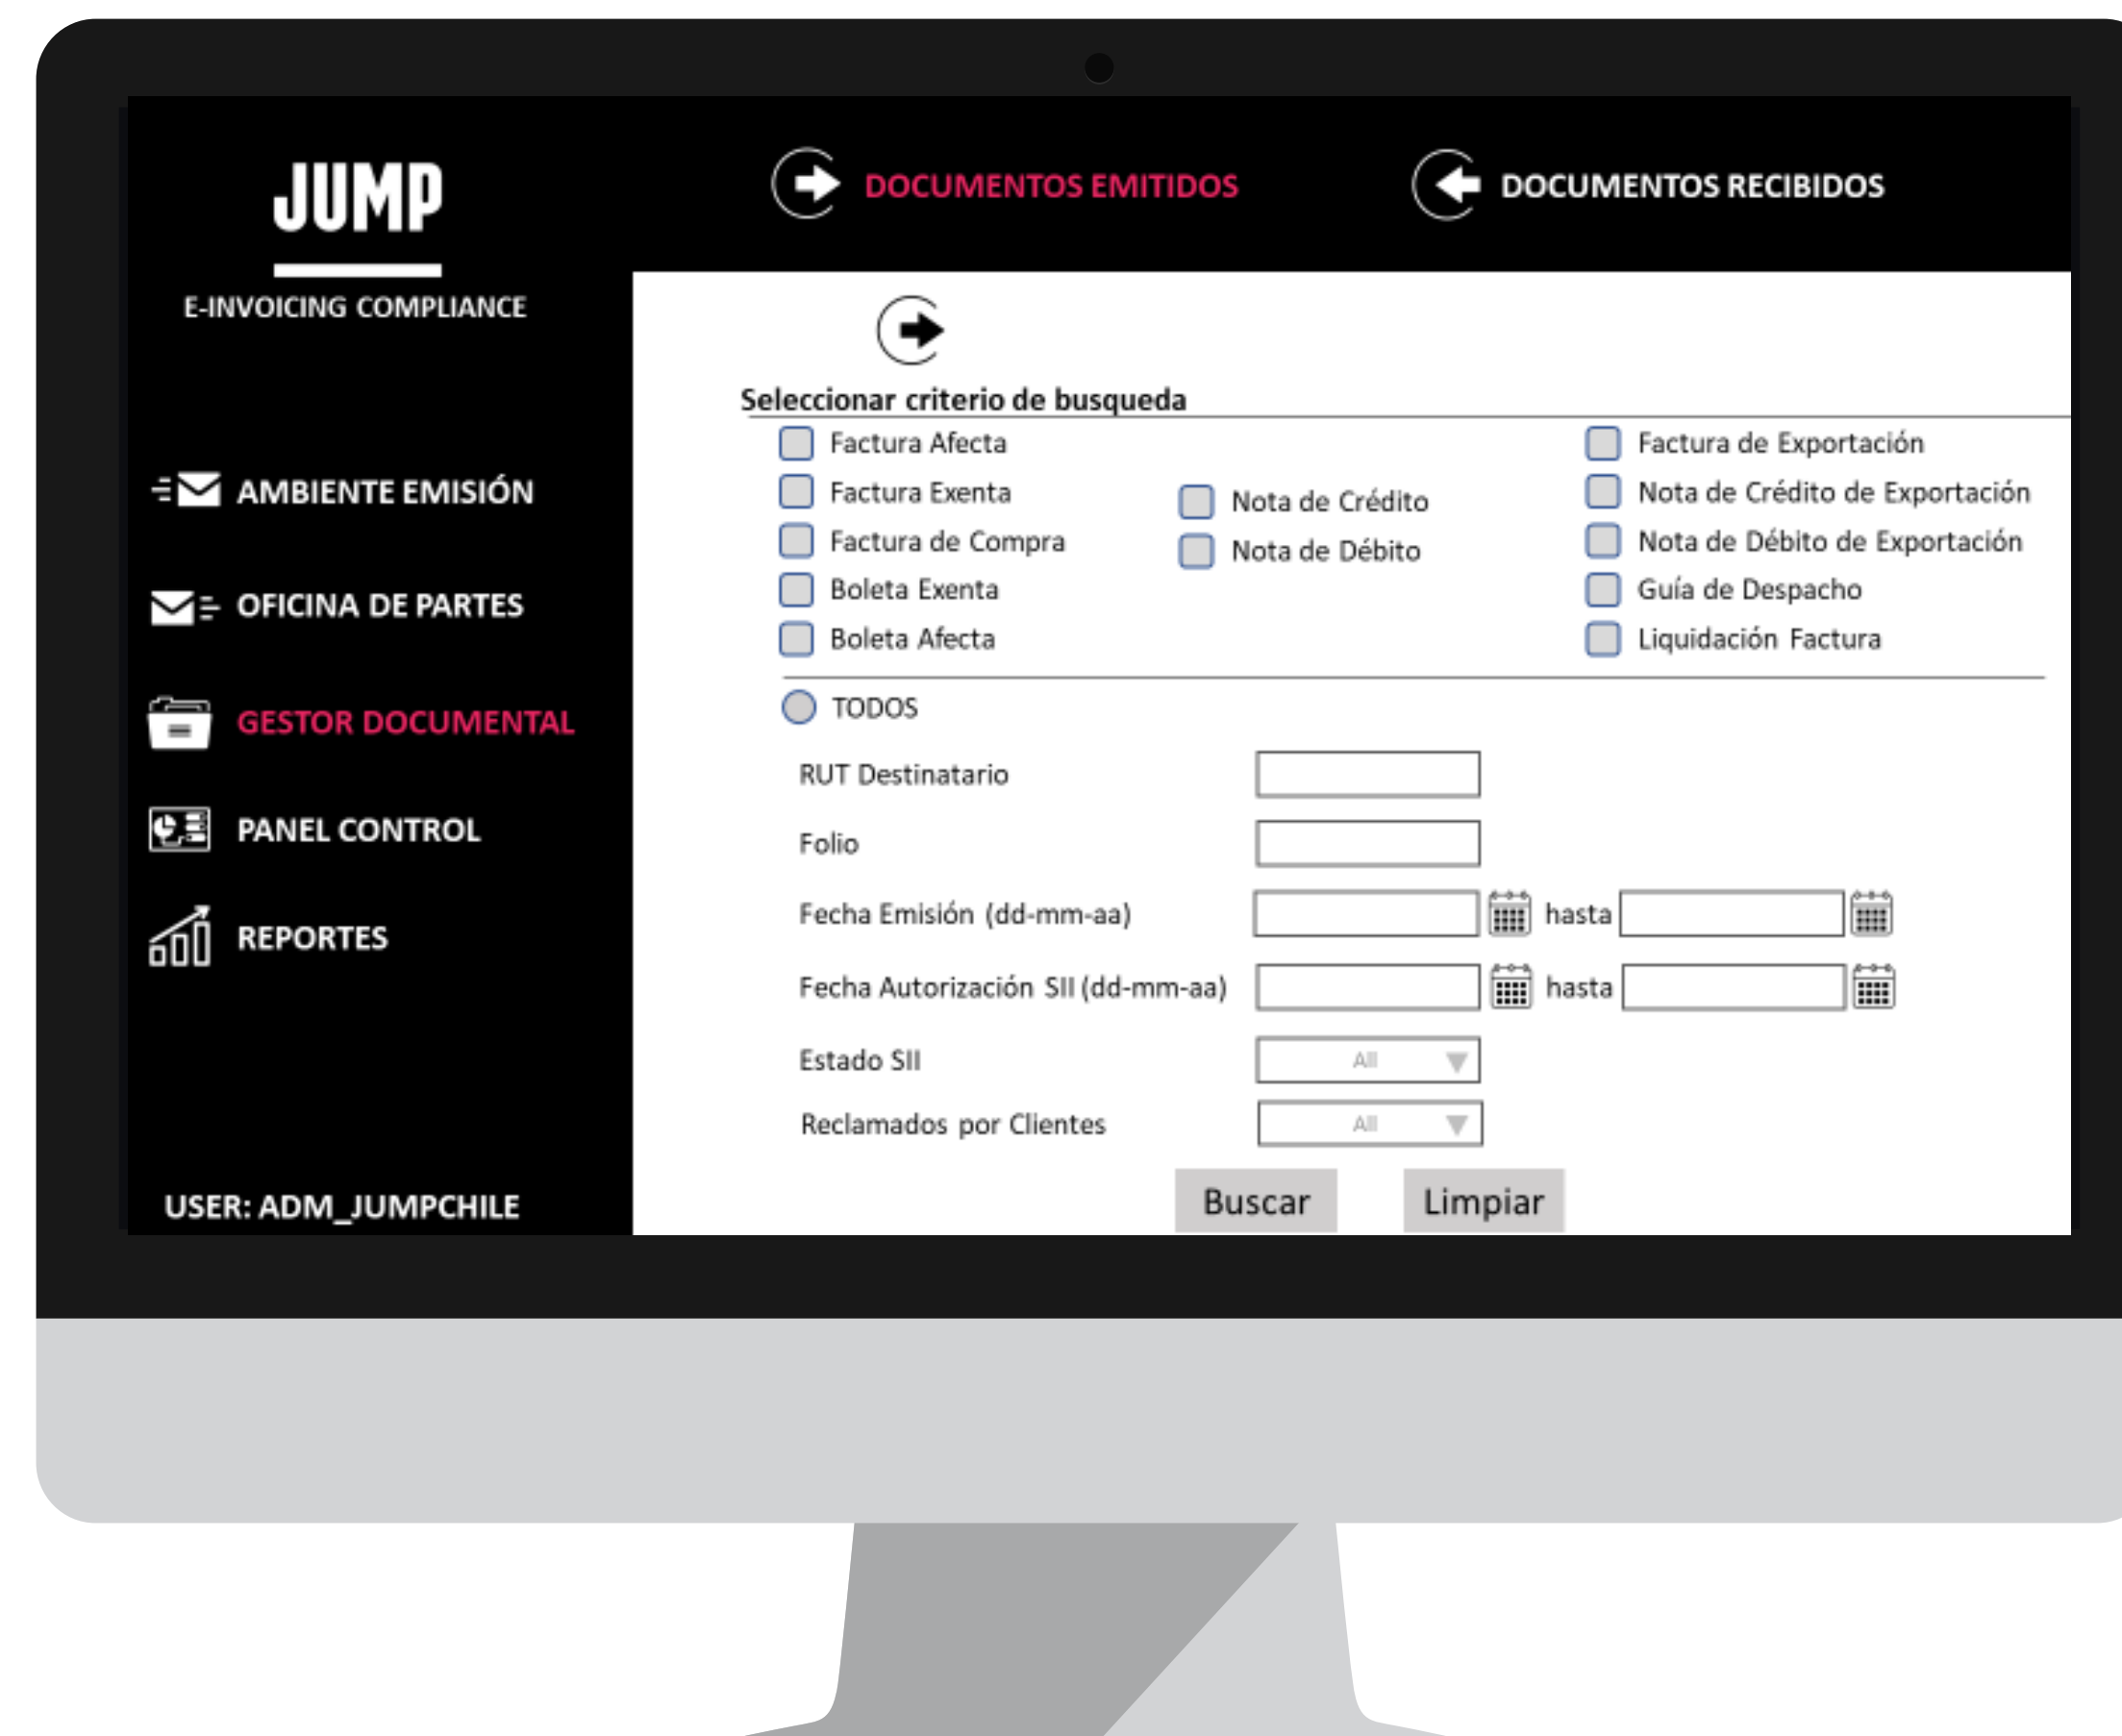 JUMP
E-INVOICING COMPLIANCE
AMBIENTE EMISIÓN
OFICINA DE PARTES
GESTOR DOCUMENTAL
PANEL CONTROL
REPORTES
USER: ADM_JUMPCHILE
DOCUMENTOS EMITIDOS
DOCUMENTOS RECIBIDOS
Seleccionar criterio de busqueda
Factura Afecta
Factura Exenta
Factura de Compra
Boleta Exenta
Boleta Afecta
Nota de Crédito
Nota de Débito
Factura de Exportación
Nota de Crédito de Exportación
Nota de Débito de Exportación
Guía de Despacho
Liquidación Factura
TODOS
RUT Destinatario
Folio
Fecha Emisión (dd-mm-aa) hasta
Fecha Autorización SII (dd-mm-aa) hasta
Estado SII All
Reclamados por Clientes All
Buscar Limpiar